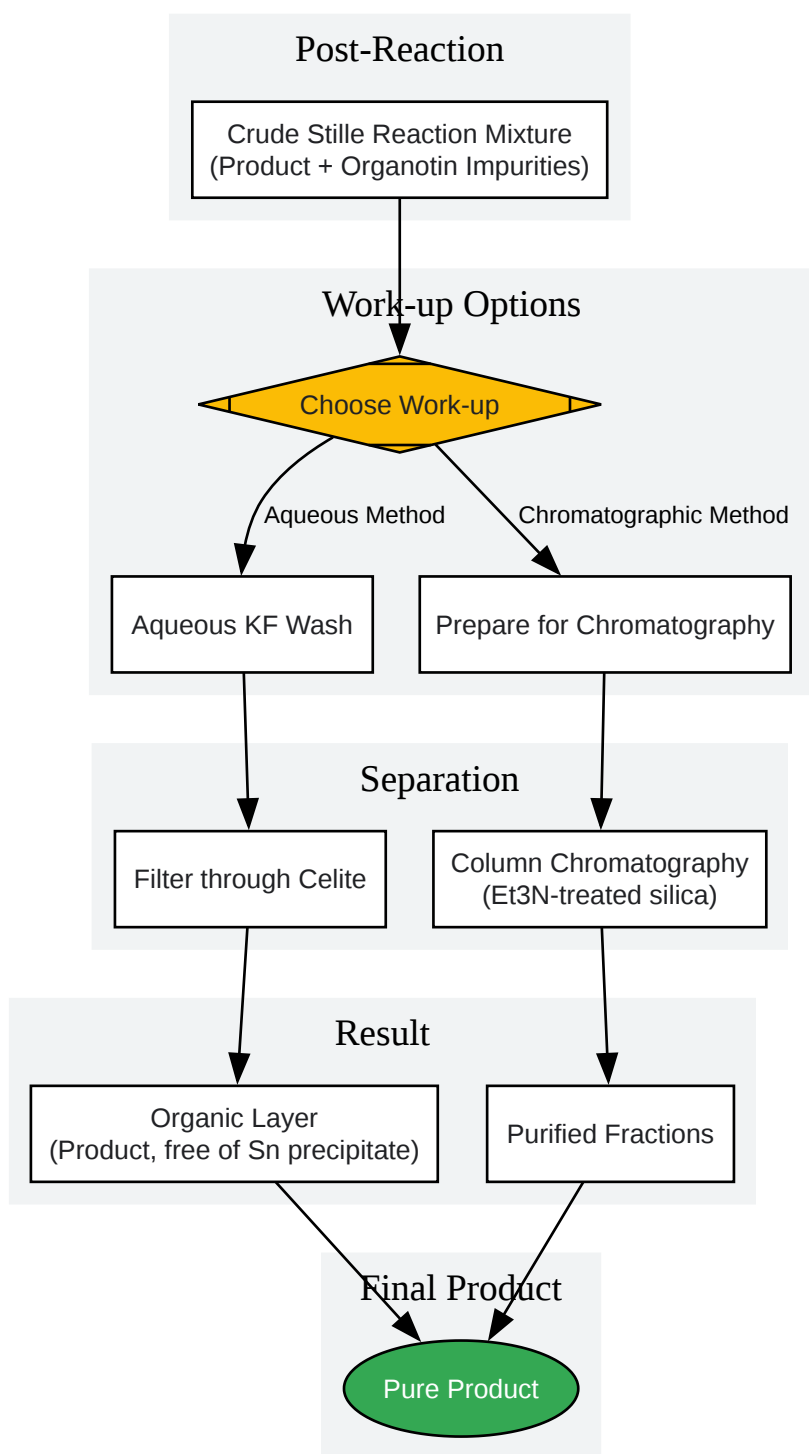 Post-Reaction
Crude Stille Reaction Mixture
(Product + Organotin Impurities)
Work-up Options
Choose Work-up
Aqueous Method
Chromatographic Method
Aqueous KF Wash
Prepare for Chromatography
Separation
Filter through Celite
Column Chromatography
(Et3N-treated silica)
Result
Organic Layer
(Product, free of Sn precipitate)
Purified Fractions
Final Product
Pure Product